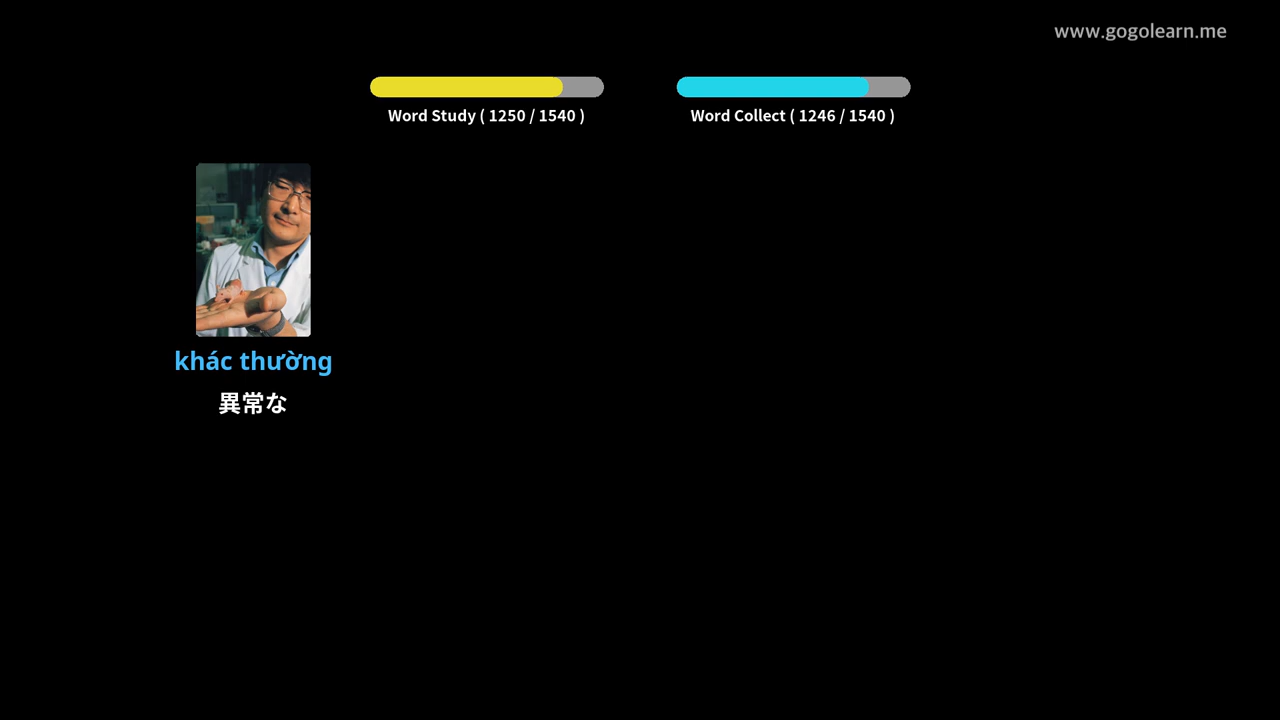 www.gogolearn.me
Word Study ( 1250 / 1540 )
Word Collect ( 1246 / 1540 )
khác thường
異常な